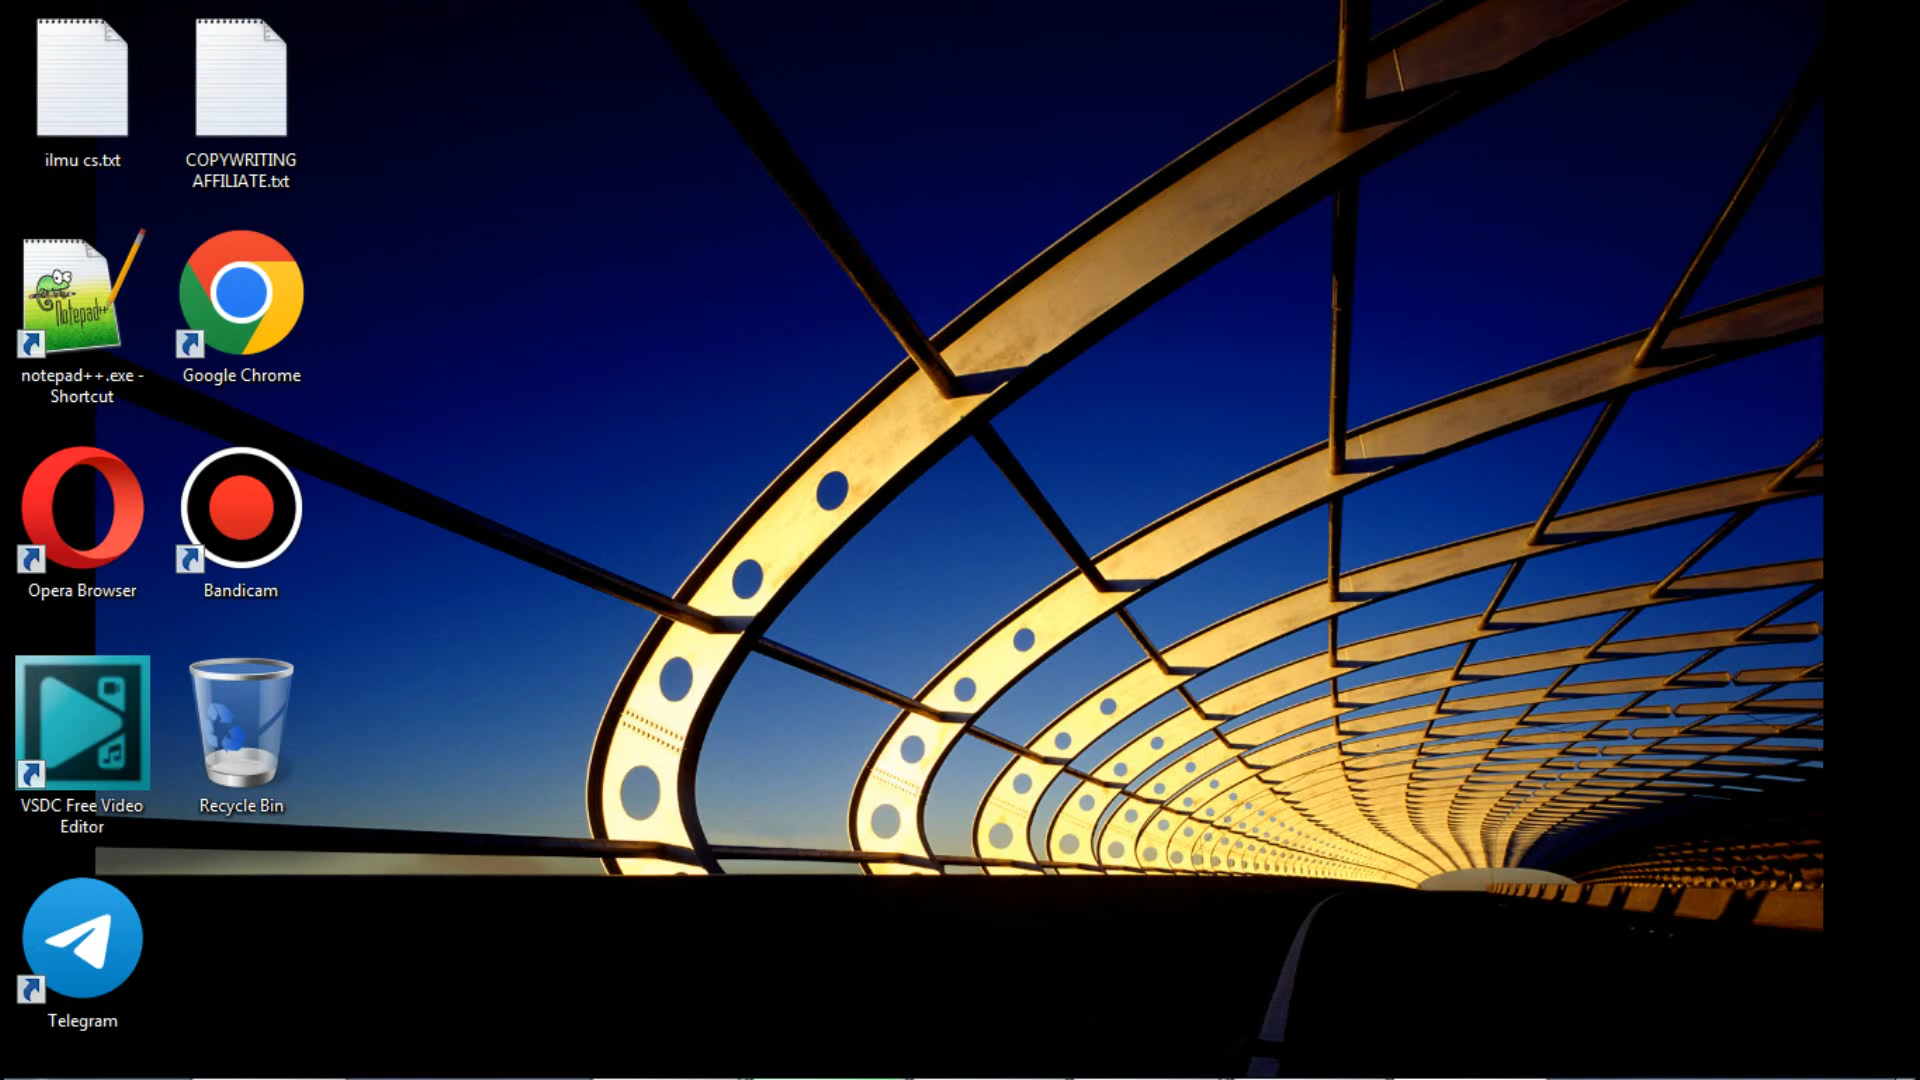 ilmu cs.txt
COPYWRITING
AFFILIATE.txt
Notepad++
notepad++.exe -
Shortcut
Google Chrome
Opera Browser
Bandicam
VSDC Free Video
Editor
Recycle Bin
Telegram